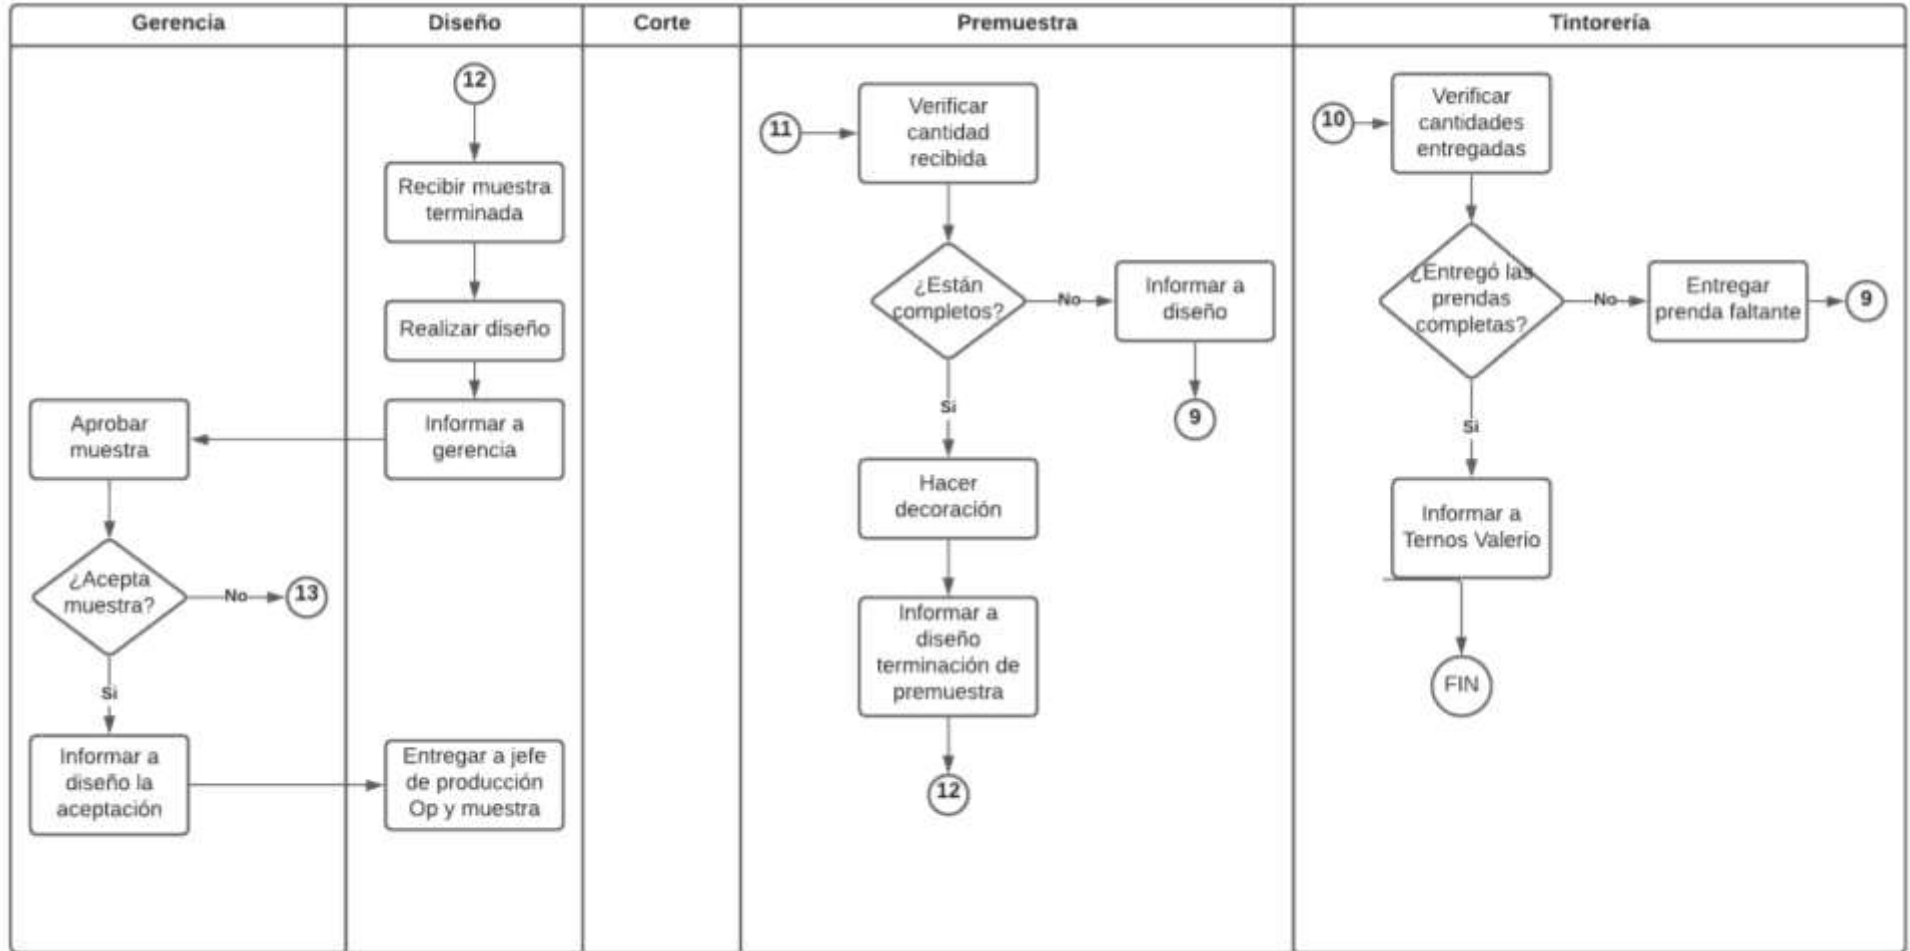 Gerencia
Diseño
Corte
Premuestra
Tintorería
12
Recibir muestra
terminada
Realizar diseño
Informar a
gerencia
Aprobar
muestra
¿Acepta
muestra?
No
13
Si
Informar a
diseño la
aceptación
Entregar a jefe
de producción
Op y muestra
11
Verificar
cantidad
recibida
¿Están
completos?
No
Informar a
diseño
9
Si
Hacer
decoración
Informar a
diseño
terminación de
premuestra
12
10
Verificar
cantidades
entregadas
¿Entregó las
prendas
completas?
No
Entregar
prenda faltante
9
Si
Informar a
Ternos Valerio
FIN